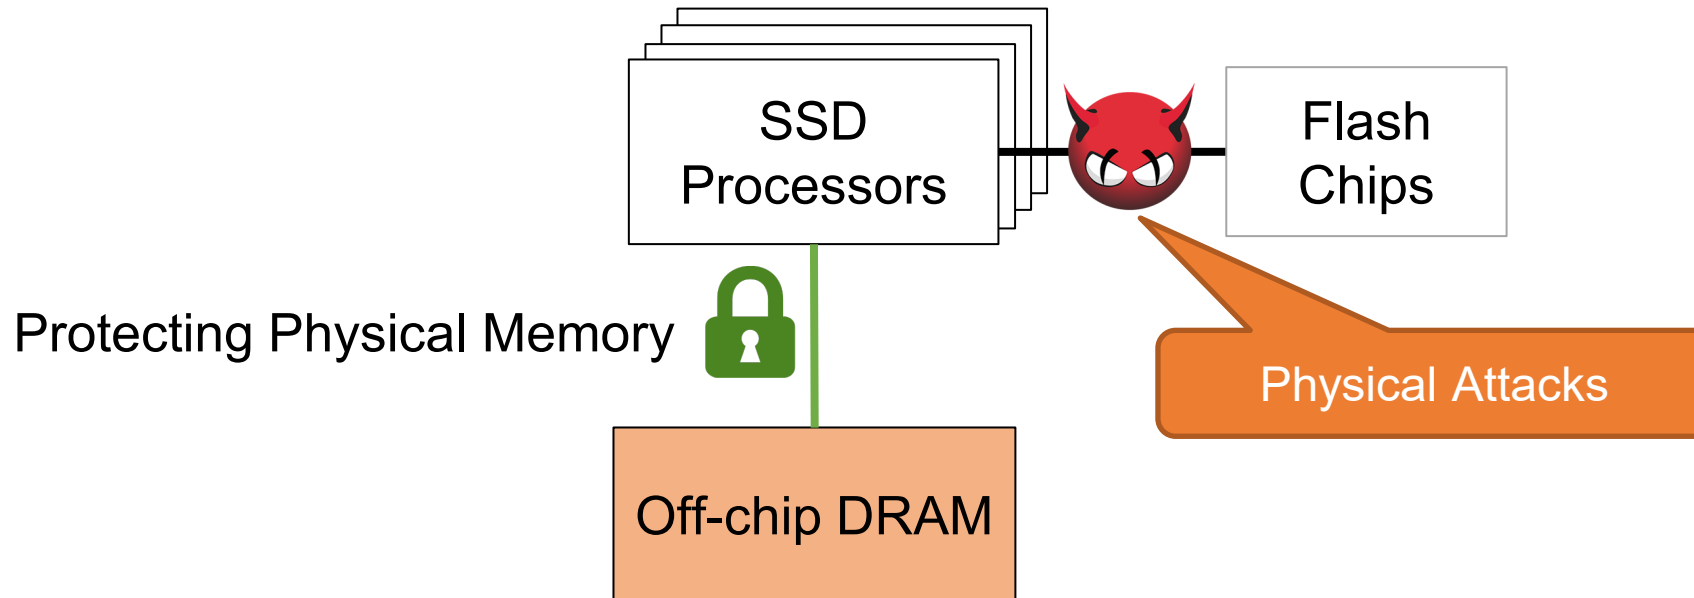 SSD
Processors
Flash
Chips
Protecting Physical Memory
Physical Attacks
Off-chip DRAM